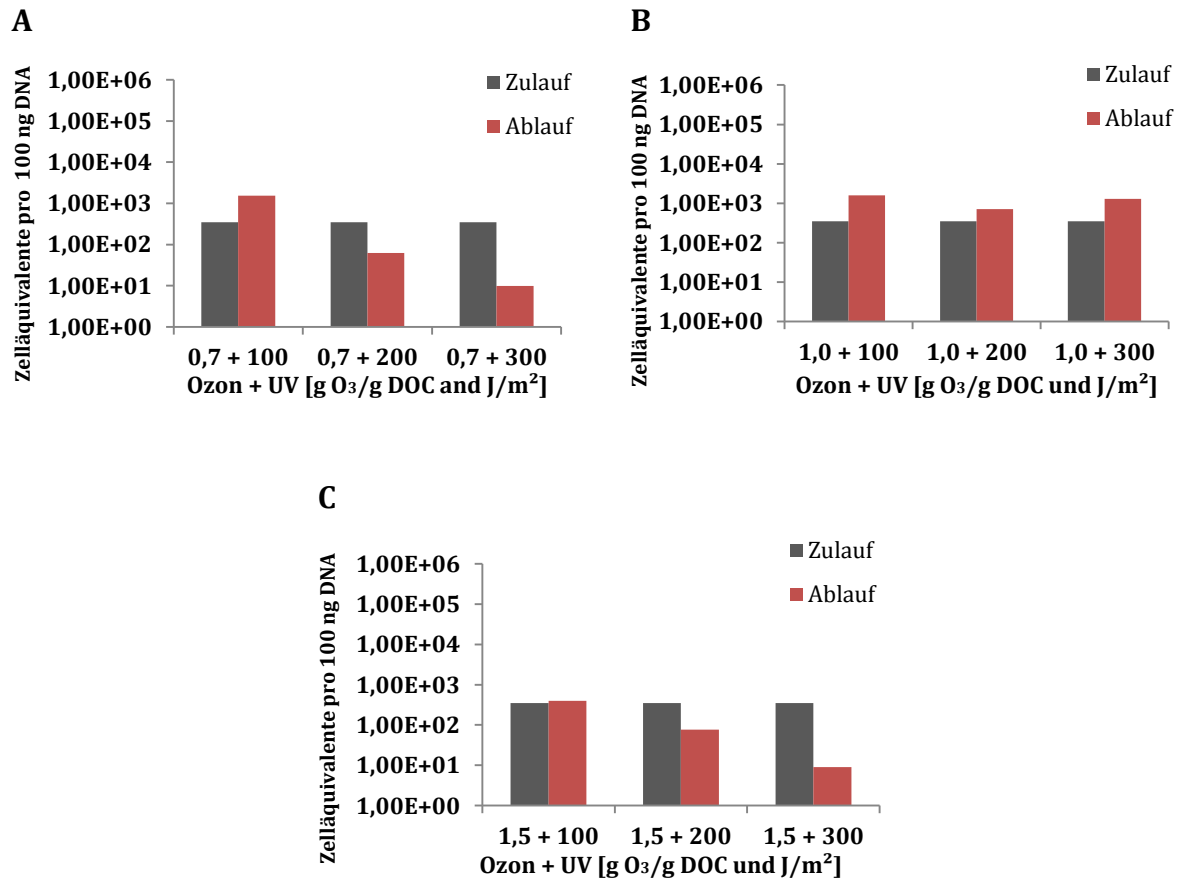 A
Zelläquivalente pro 100 ng DNA
1,00E+06
1,00E+05
1,00E+04
1,00E+03
1,00E+02
1,00E+01
1,00E+00
Zulauf
Ablauf
0,7 + 100 0,7 + 200 0,7 + 300
Ozon + UV [g O₃/g DOC and J/m²]
B
Zelläquivalente pro 100 ng DNA
1,00E+06
1,00E+05
1,00E+04
1,00E+03
1,00E+02
1,00E+01
1,00E+00
Zulauf
Ablauf
1,0 + 100 1,0 + 200 1,0 + 300
Ozon + UV [g O₃/g DOC und J/m²]
C
Zelläquivalente pro 100 ng DNA
1,00E+06
1,00E+05
1,00E+04
1,00E+03
1,00E+02
1,00E+01
1,00E+00
Zulauf
Ablauf
1,5 + 100 1,5 + 200 1,5 + 300
Ozon + UV [g O₃/g DOC und J/m²]